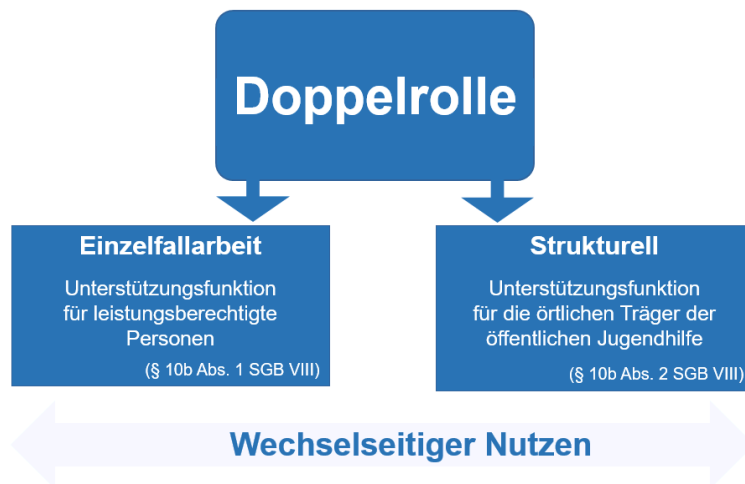 Doppelrolle
Einzelfallarbeit
Unterstützungsfunktion
für leistungsberechtigte
Personen
(§ 10b Abs. 1 SGB VIII)
Strukturell
Unterstützungsfunktion
für die örtlichen Träger der
öffentlichen Jugendhilfe
(§ 10b Abs. 2 SGB VIII)
Wechselseitiger Nutzen